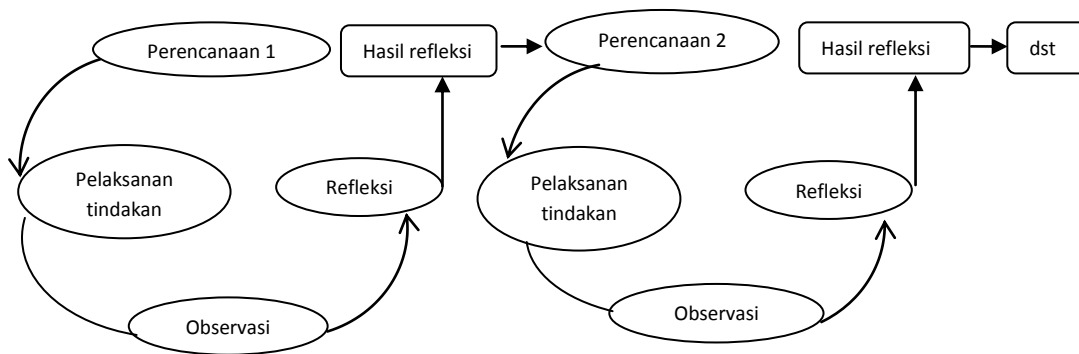 Perencanaan 1
Pelaksanan
tindakan
Observasi
Refleksi
Hasil refleksi
Perencanaan 2
Pelaksanan
tindakan
Observasi
Refleksi
Hasil refleksi
dst